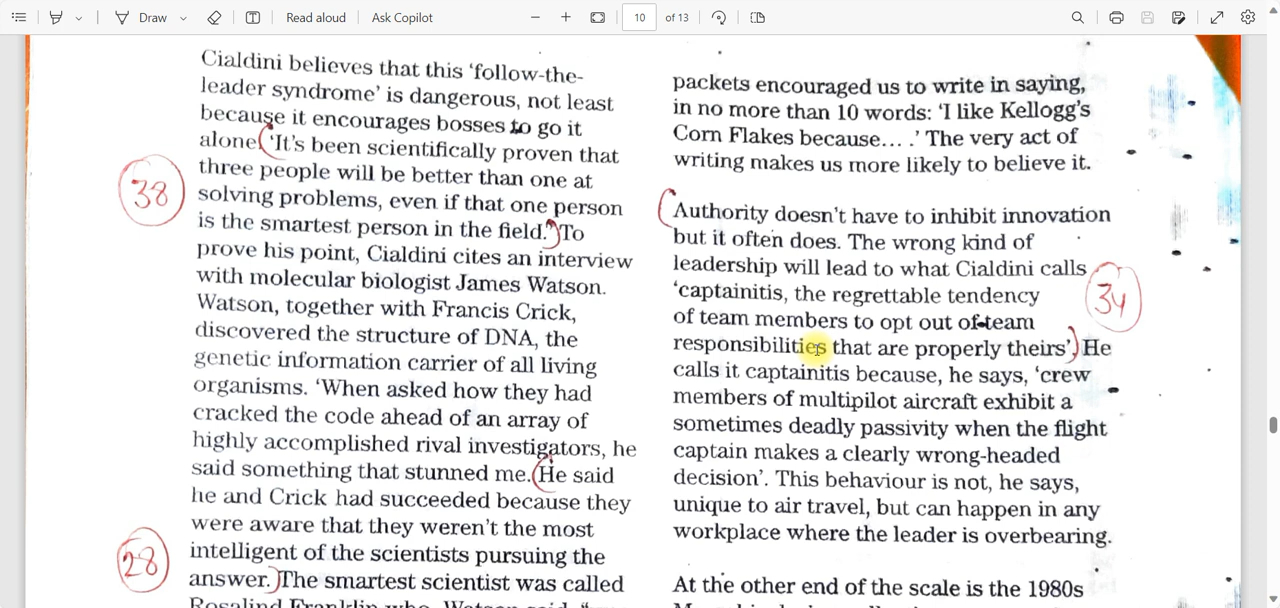 Draw
Read aloud
Ask Copilot
10
of 13
Cialdini believes that this ‘follow-the-
leader syndrome’ is dangerous, not least
because it encourages bosses to go it
alone. ‘It’s been scientifically proven that
three people will be better than one at
solving problems, even if that one person
is the smartest person in the field.’ To
prove his point, Cialdini cites an interview
with molecular biologist James Watson.
Watson, together with Francis Crick,
discovered the structure of DNA, the
genetic information carrier of all living
organisms. ‘When asked how they had
cracked the code ahead of an array of
highly accomplished rival investigators, he
said something that stunned me. He said
he and Crick had succeeded because they
were aware that they weren’t the most
intelligent of the scientists pursuing the
answer. The smartest scientist was called
Rosalind Franklin who, Watson said,
38
28
packets encouraged us to write in saying,
in no more than 10 words: ‘I like Kellogg’s
Corn Flakes because… .’ The very act of
writing makes us more likely to believe it.
Authority doesn’t have to inhibit innovation
but it often does. The wrong kind of
leadership will lead to what Cialdini calls
‘captainitis, the regrettable tendency
of team members to opt out of team
responsibilities that are properly theirs’. He
calls it captainitis because, he says, ‘crew
members of multipilot aircraft exhibit a
sometimes deadly passivity when the flight
captain makes a clearly wrong-headed
decision’. This behaviour is not, he says,
unique to air travel, but can happen in any
workplace where the leader is overbearing.
At the other end of the scale is the 1980s
34